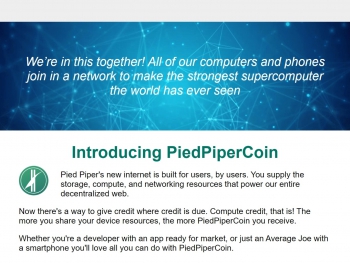 We're in this together! All of our computers and phones
join in a network to make the strongest supercomputer
the world has ever seen
Introducing PiedPiperCoin
Pied Piper's new internet is built for users, by users. You supply the
storage, compute, and networking resources that power our entire
decentralized web.
Now there's a way to give credit where credit is due. Compute credit, that is! The
more you share your device resources, the more PiedPiperCoin you receive.
Whether you're a developer with an app ready for market, or just an Average Joe with
a smartphone you'll love all you can do with PiedPiperCoin.